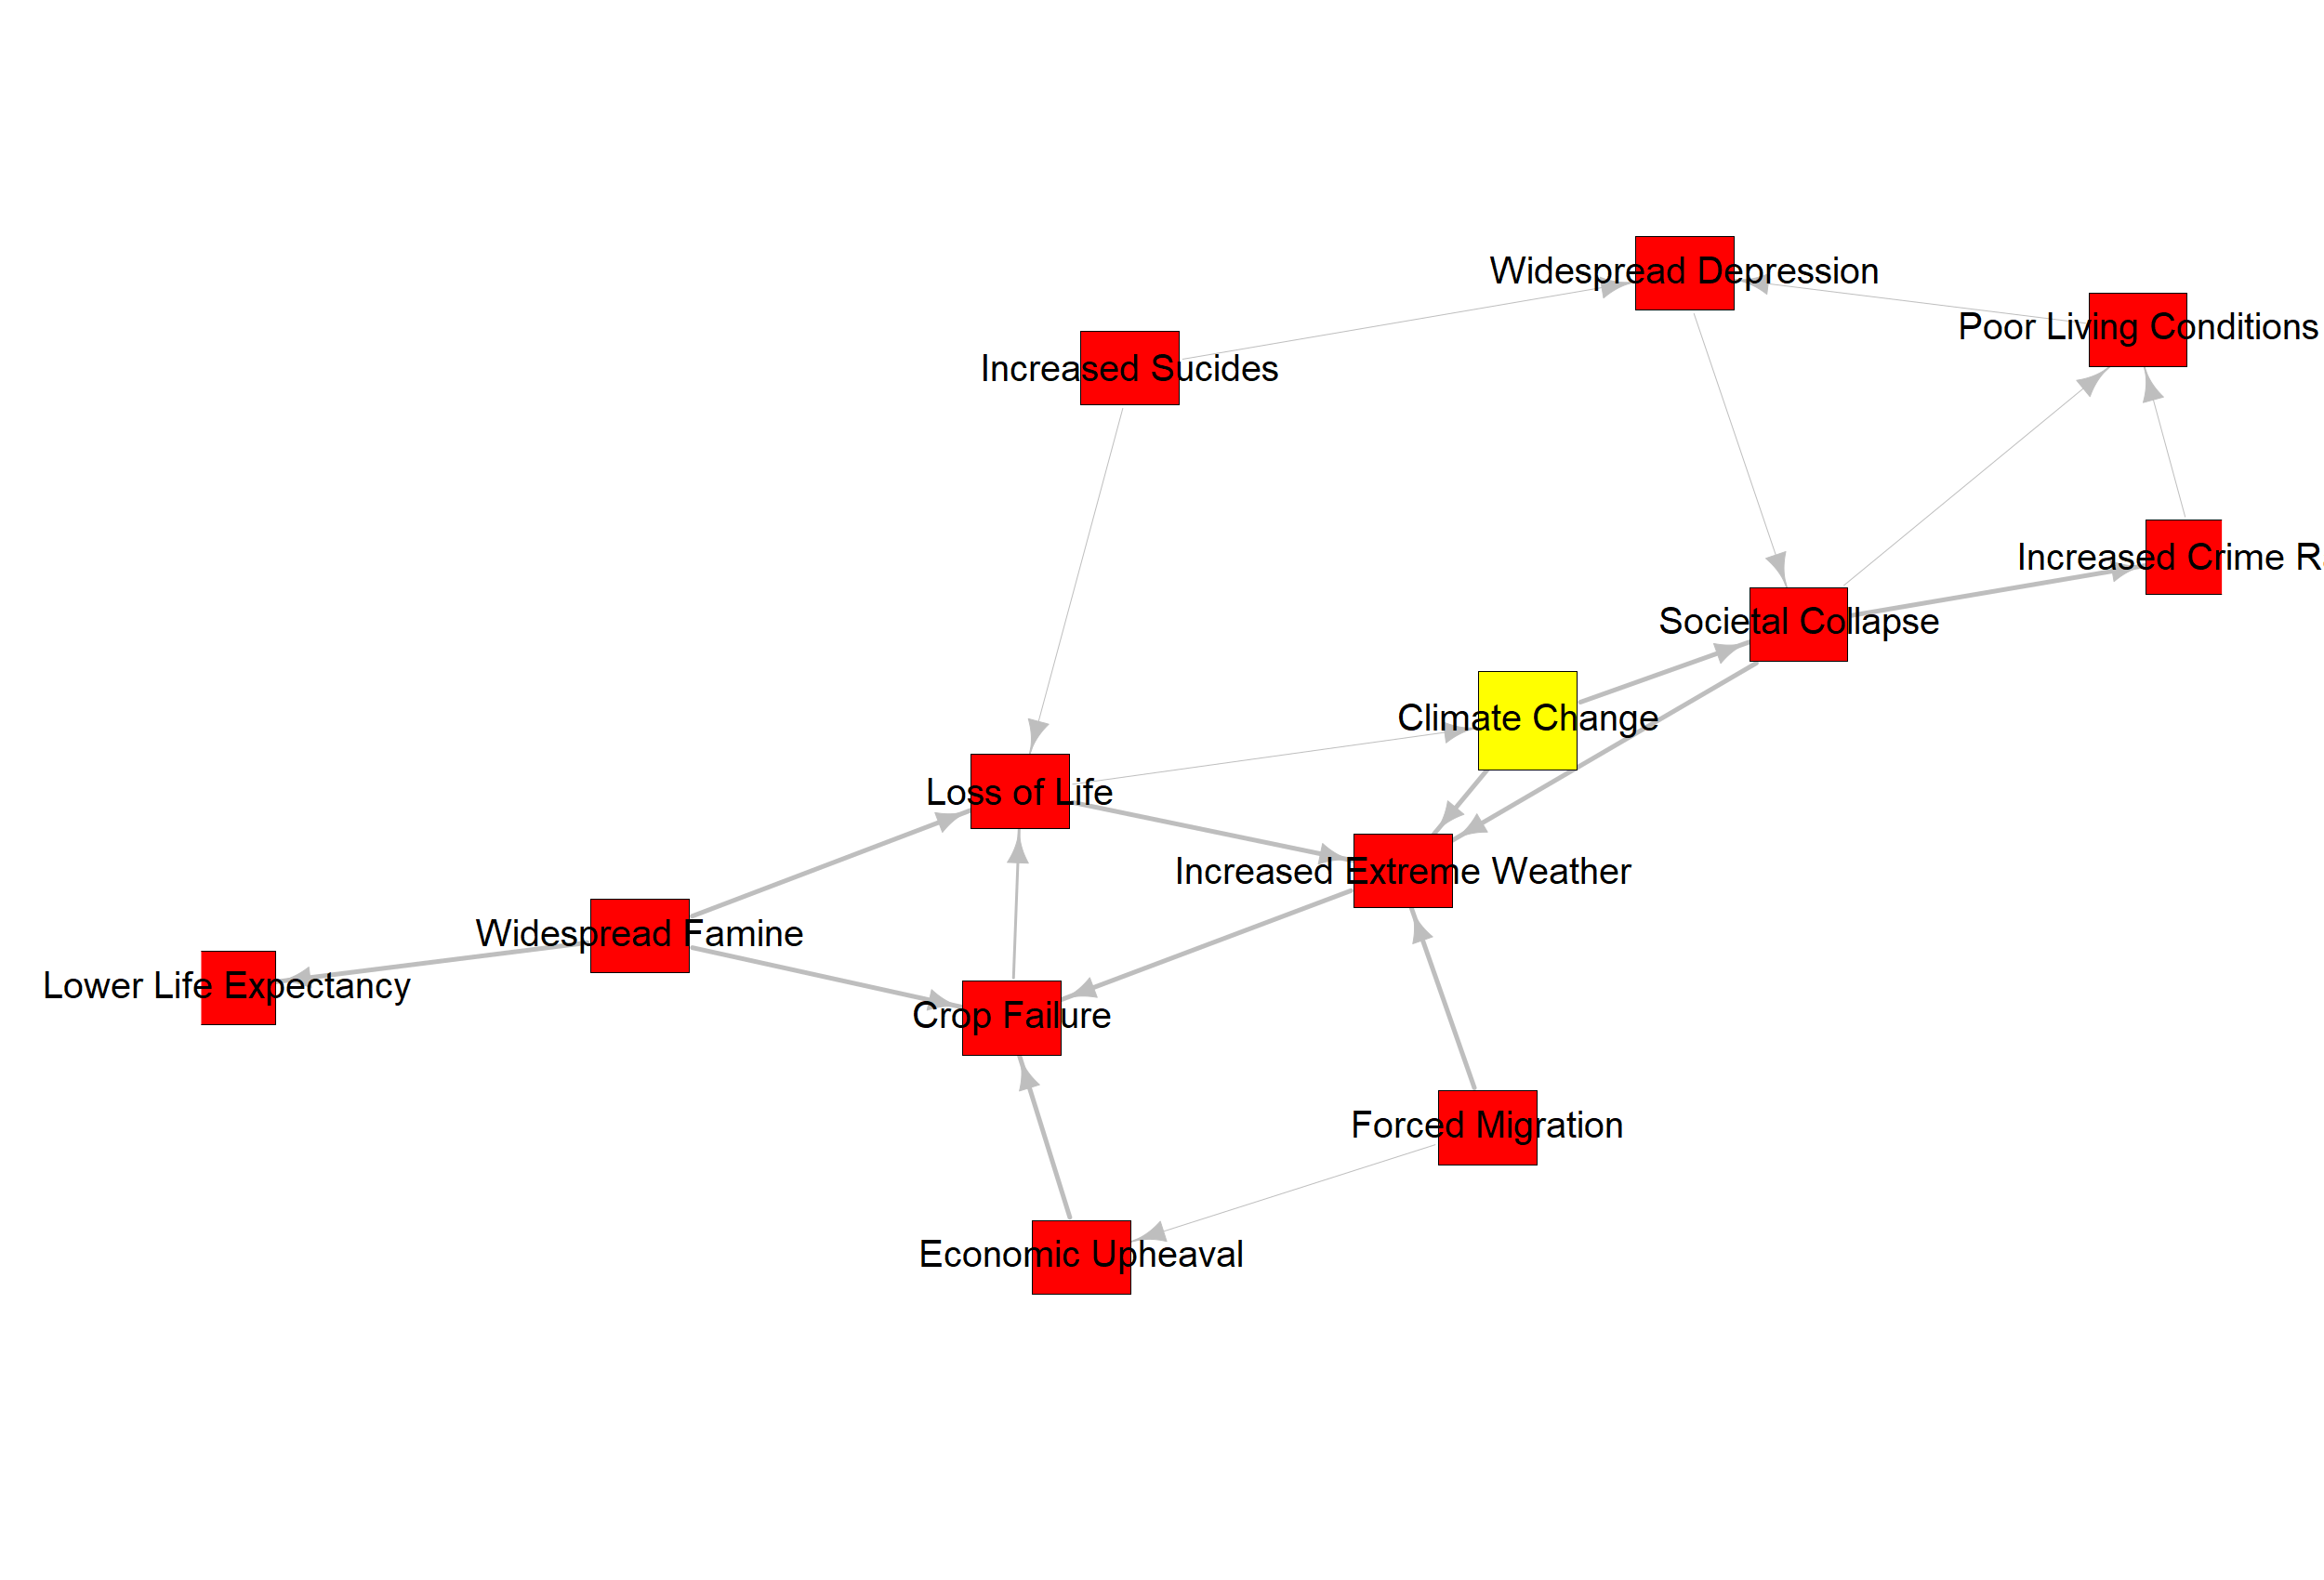 Widespread Depression
Poor Living Conditions
Increased Sucides
Increased Crime R
Societal Collapse
Climate Change
Loss of Life
Increased Extreme Weather
Widespread Famine
Lower Life Expectancy
Crop Failure
Forced Migration
Economic Upheaval